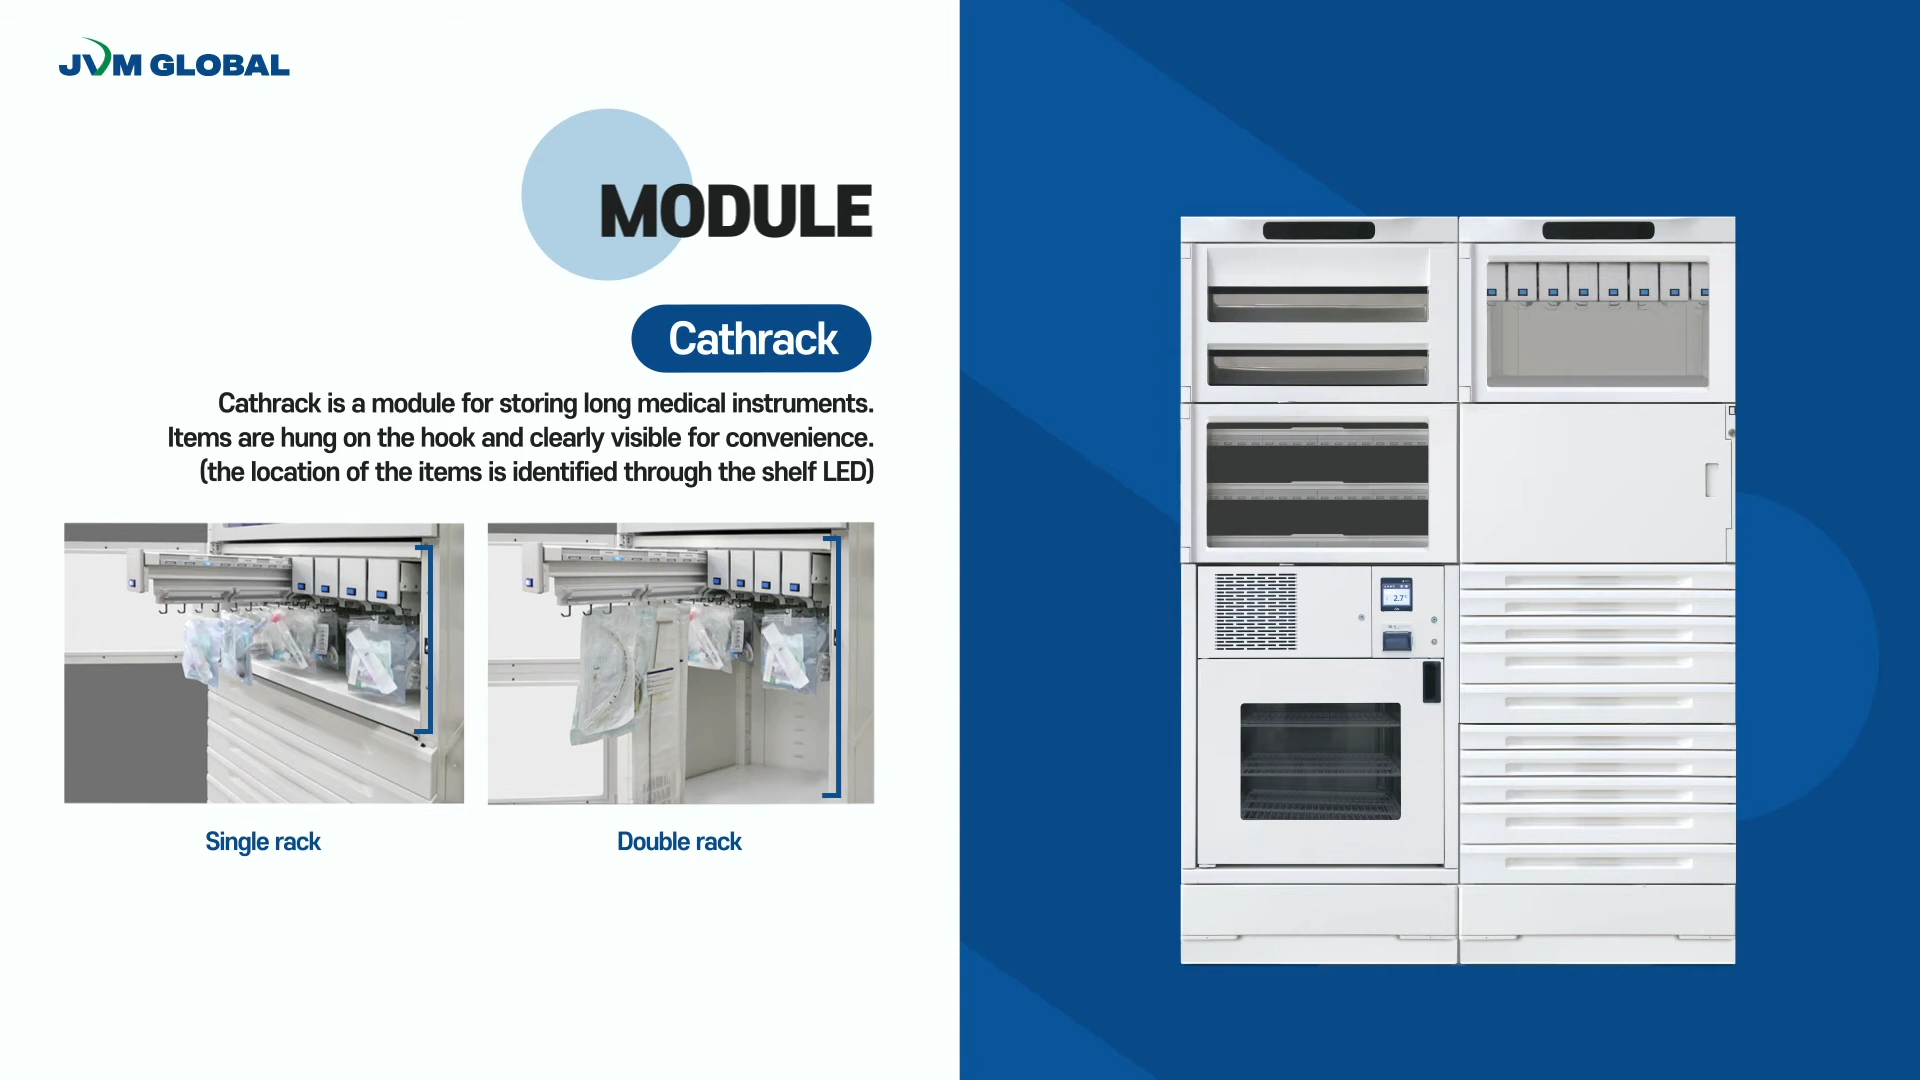 JVM GLOBAL
MODULE
Cathrack
Cathrack is a module for storing long medical instruments.
Items are hung on the hook and clearly visible for convenience.
(the location of the items is identified through the shelf LED)
Single rack
Double rack
2.7